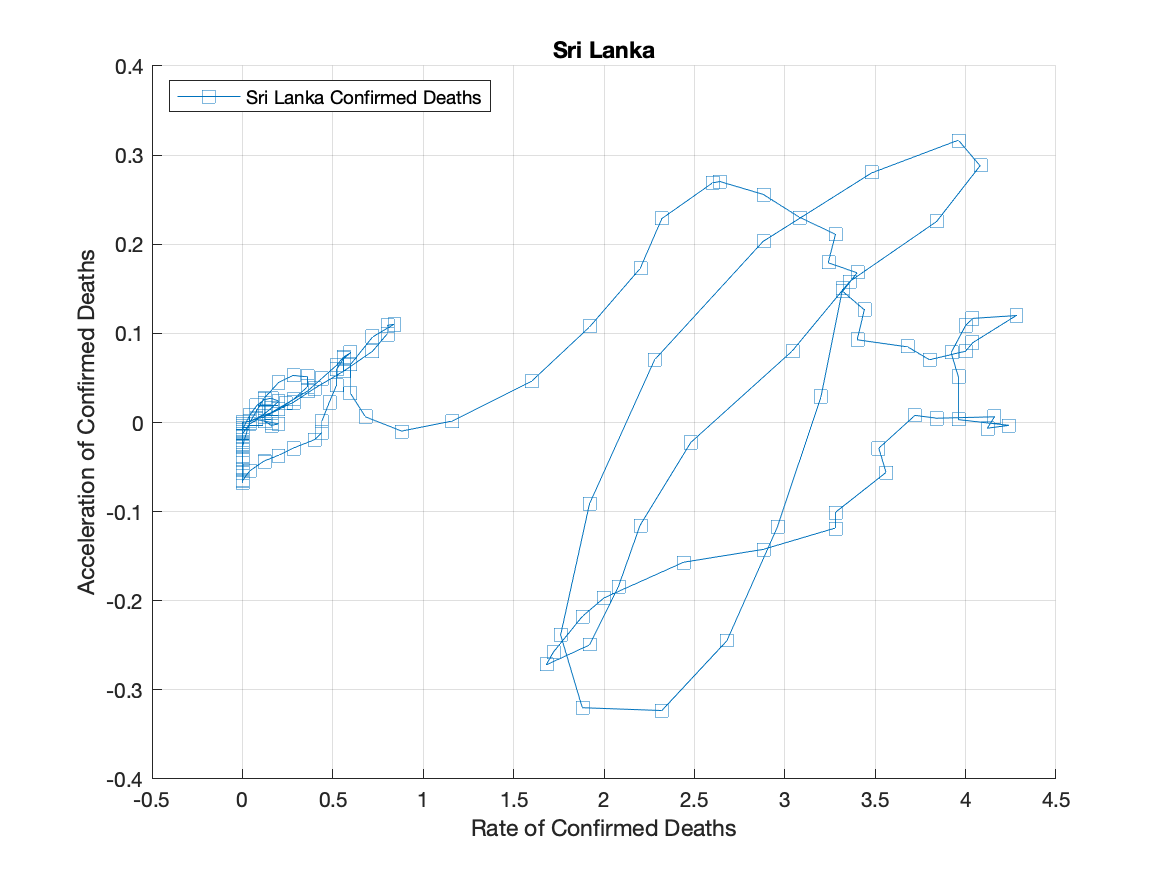 Sri Lanka
Sri Lanka Confirmed Deaths
0.4
0.3
0.2
0.1
0
-0.1
-0.2
-0.3
-0.4
Acceleration of Confirmed Deaths
-0.5 0 0.5 1 1.5 2 2.5 3 3.5 4 4.5
Rate of Confirmed Deaths